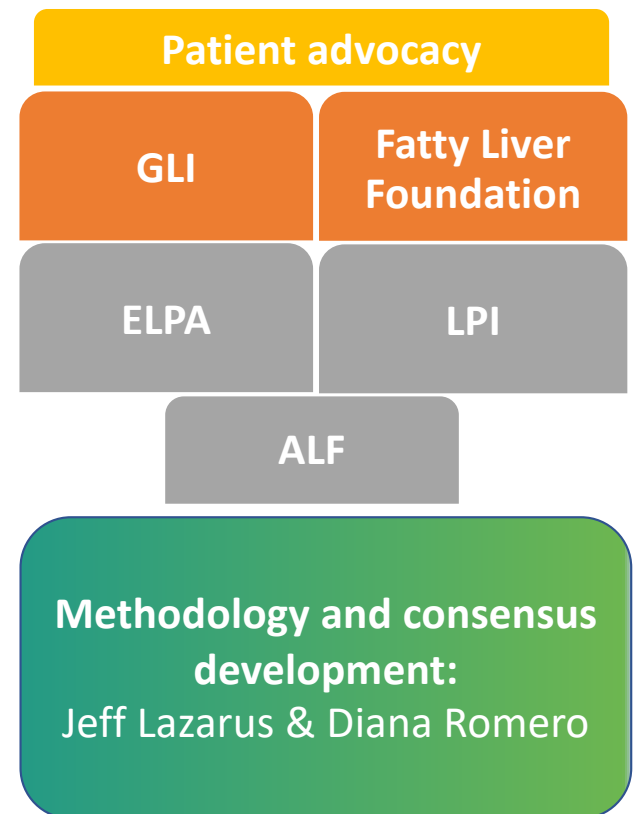 Patient advocacy
GLI
Fatty Liver
Foundation
ELPA
LPI
ALF
Methodology and consensus
development:
Jeff Lazarus & Diana Romero